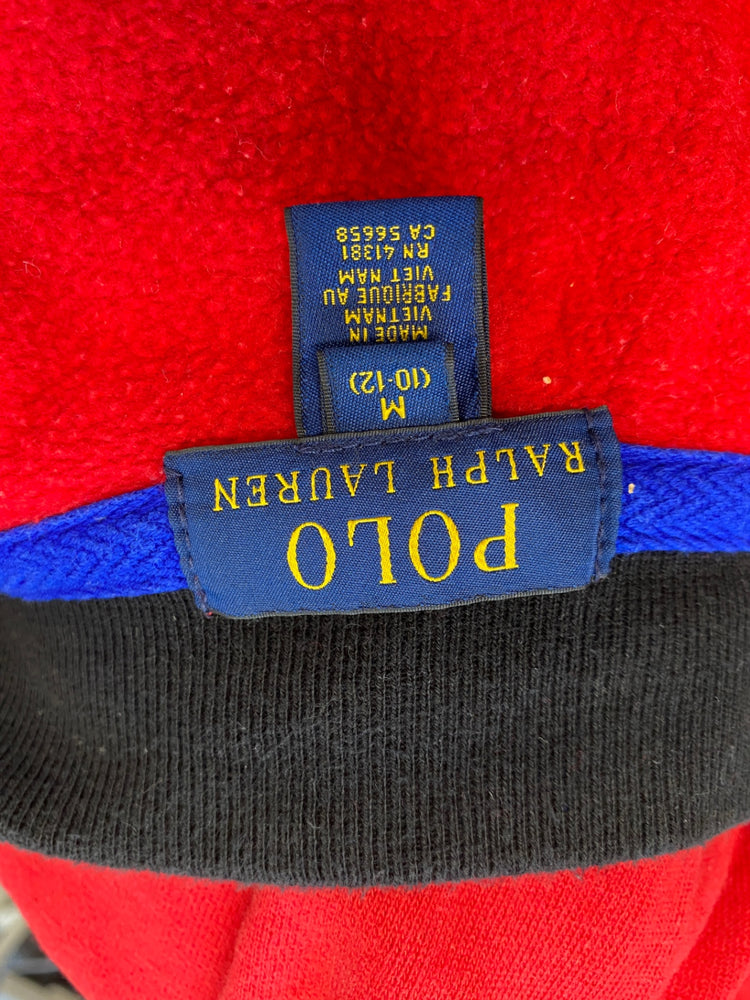 POLO
RALPH LAUREN
M
(10-12)
MADE IN
VIETNAM
FABRIQUE AU
VIET NAM
RN 41381
CA 56658